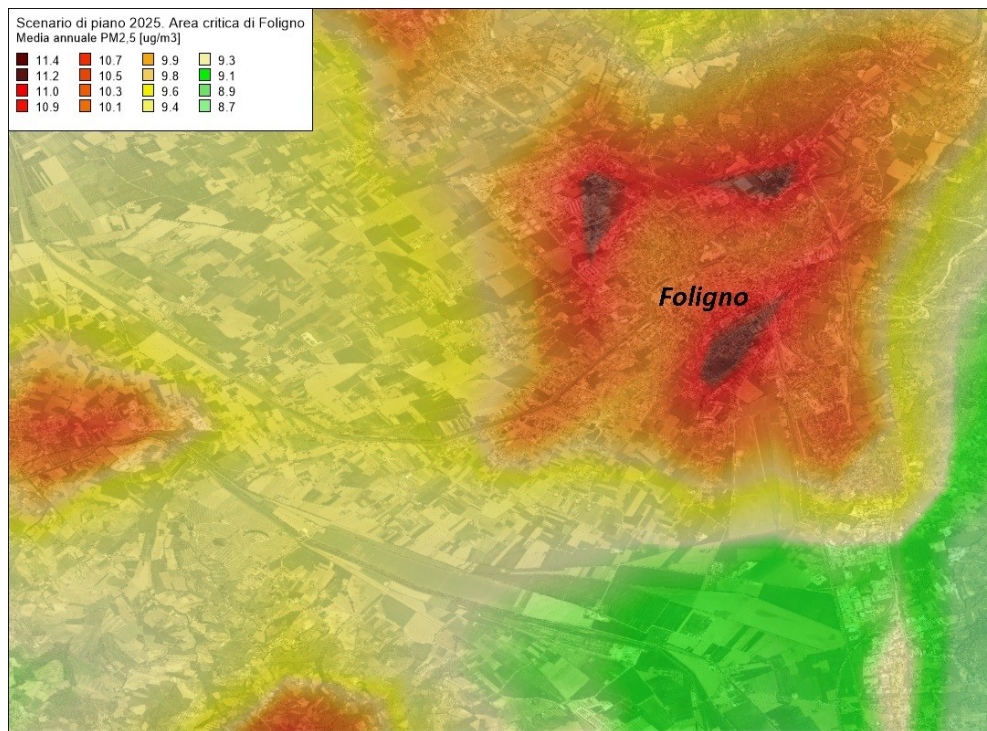 Scenario di piano 2025. Area critica di Foligno
Media annuale PM2,5 [ug/m3]
11.4 10.7 9.9 9.3
11.2 10.5 9.8 9.1
11.0 10.3 9.6 8.9
10.9 10.1 9.4 8.7
Foligno